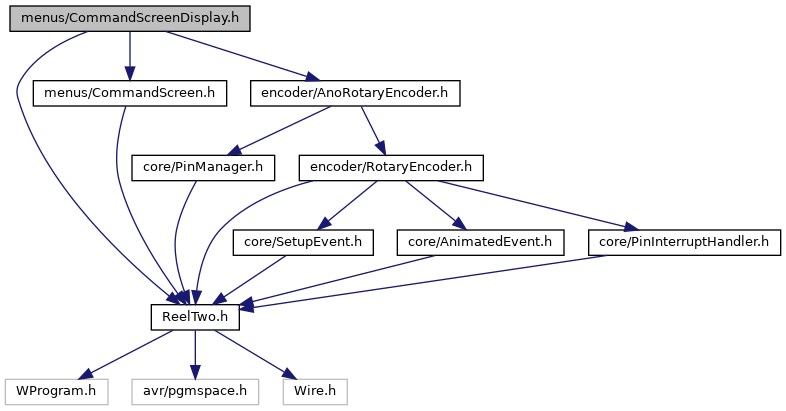 menus/CommandScreenDisplay.h
menus/CommandScreen.h
encoder/AnoRotaryEncoder.h
core/PinManager.h
encoder/RotaryEncoder.h
core/SetupEvent.h
core/AnimatedEvent.h
core/PinInterruptHandler.h
ReelTwo.h
WProgram.h
avr/pgmspace.h
Wire.h